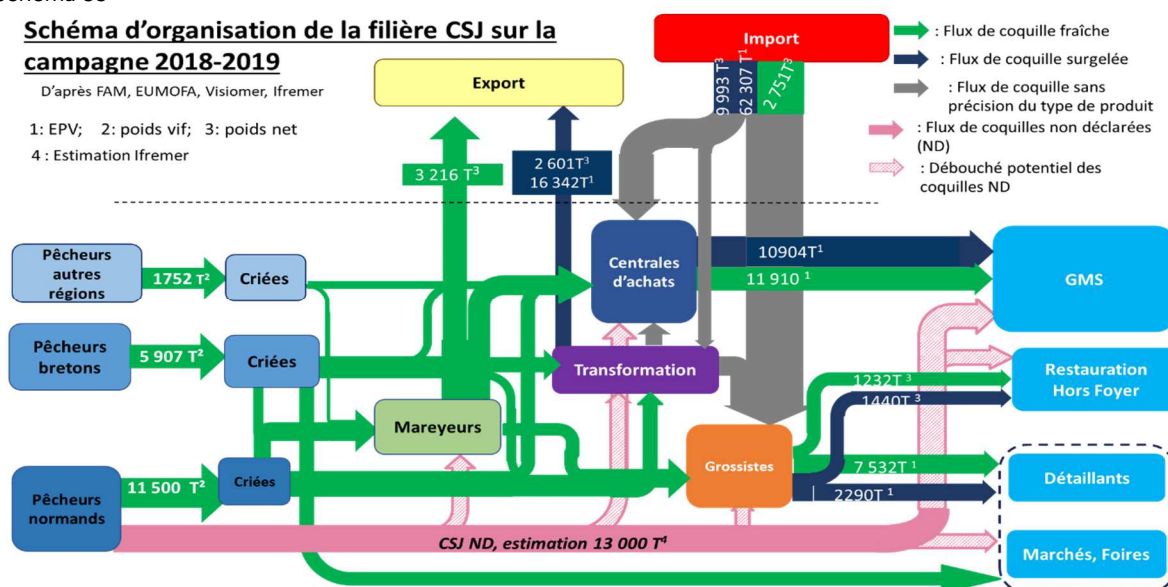 Schéma d'organisation de la filière CSJ sur la
campagne 2018-2019
D'après FAM, EUMOFA, Visiomer, Ifremer
1: EPV; 2: poids vif; 3: poids net
4 : Estimation Ifremer
Export
Import
9 993 T³
62 307 T¹
2 751T³
: Flux de coquille fraîche
: Flux de coquille surgelée
: Flux de coquille sans
précision du type de produit
: Flux de coquilles non déclarées
(ND)
: Débouché potentiel des
coquilles ND
3 216 T³
2 601T³
16 342T¹
Pêcheurs
autres
régions
1752 T²
Criées
Centrales
d'achats
10904T¹
11 910 ¹
GMS
Pêcheurs
bretons
5 907 T²
Criées
Transformation
1232T ³
1440T ³
Restauration
Hors Foyer
Mareyeurs
Pêcheurs
normands
11 500 T²
Criées
Grossistes
7 532T ¹
2290T ¹
Détaillants
CSJ ND, estimation 13 000 T⁴
Marchés, Foires